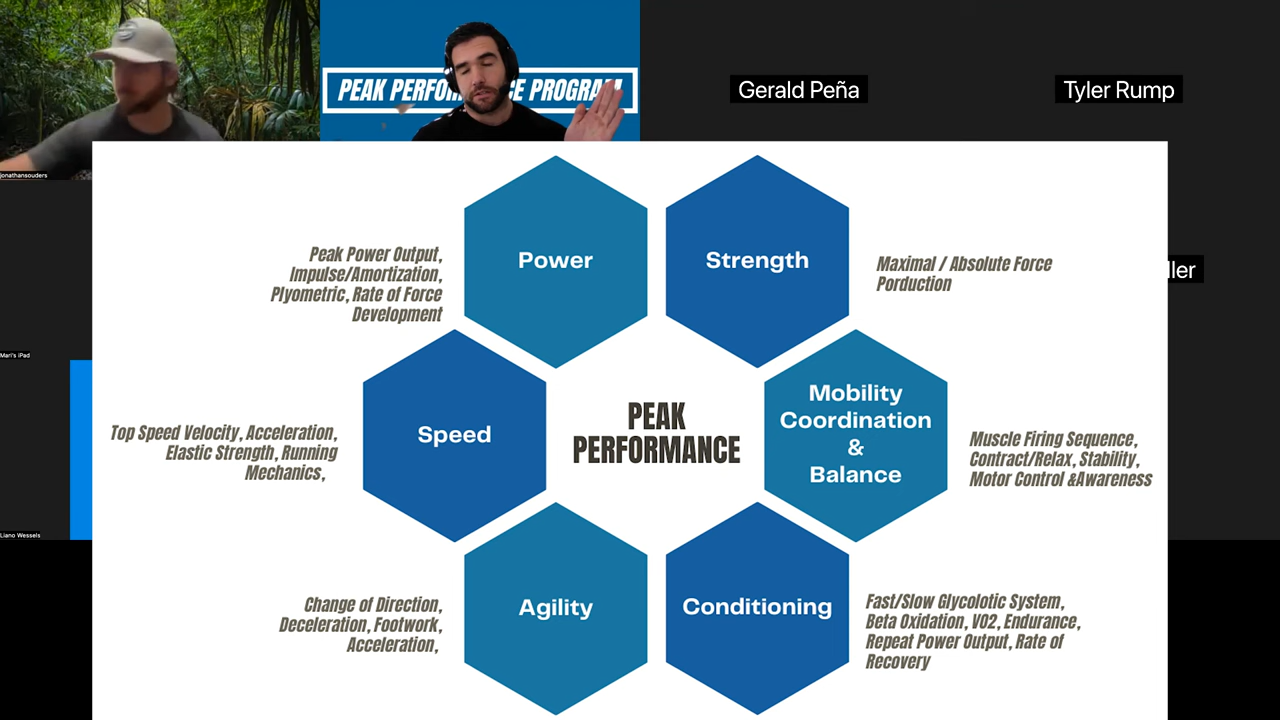 PEAK PERFOR CE PROGRAM
Gerald Peña
Tyler Rump
jonathansouders
ller
Mari's iPad
Liano Wessels
Power
Peak Power Output,
Impulse/Amortization,
Plyometric, Rate of Force
Development
Strength
Maximal / Absolute Force
Porduction
Speed
Top Speed Velocity, Acceleration,
Elastic Strength, Running
Mechanics,
PEAK
PERFORMANCE
Mobility
Coordination
&
Balance
Muscle Firing Sequence,
Contract/Relax, Stability,
Motor Control &Awareness
Agility
Change of Direction,
Deceleration, Footwork,
Acceleration,
Conditioning
Fast/Slow Glycolotic System,
Beta Oxidation, VO2, Endurance,
Repeat Power Output, Rate of
Recovery